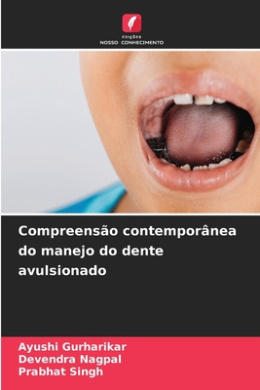 edições
NOSSO CONHECIMENTO
Compreensão contemporânea
do manejo do dente
avulsionado
Ayushi Gurharikar
Devendra Nagpal
Prabhat Singh